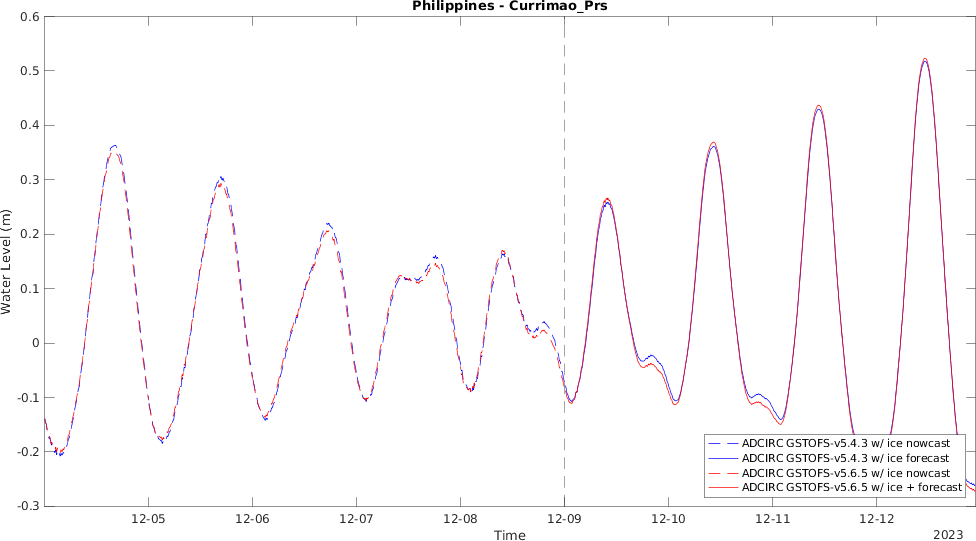 Philippines - Currimao_Prs
0.6
0.5
0.4
0.3
0.2
0.1
0
-0.1
-0.2
-0.3
Water Level (m)
ADCIRC GSTOFS-v5.4.3 w/ ice nowcast
ADCIRC GSTOFS-v5.4.3 w/ ice forecast
ADCIRC GSTOFS-v5.6.5 w/ ice nowcast
ADCIRC GSTOFS-v5.6.5 w/ ice + forecast
12-05 12-06 12-07 12-08 12-09 12-10 12-11 12-12
Time
2023